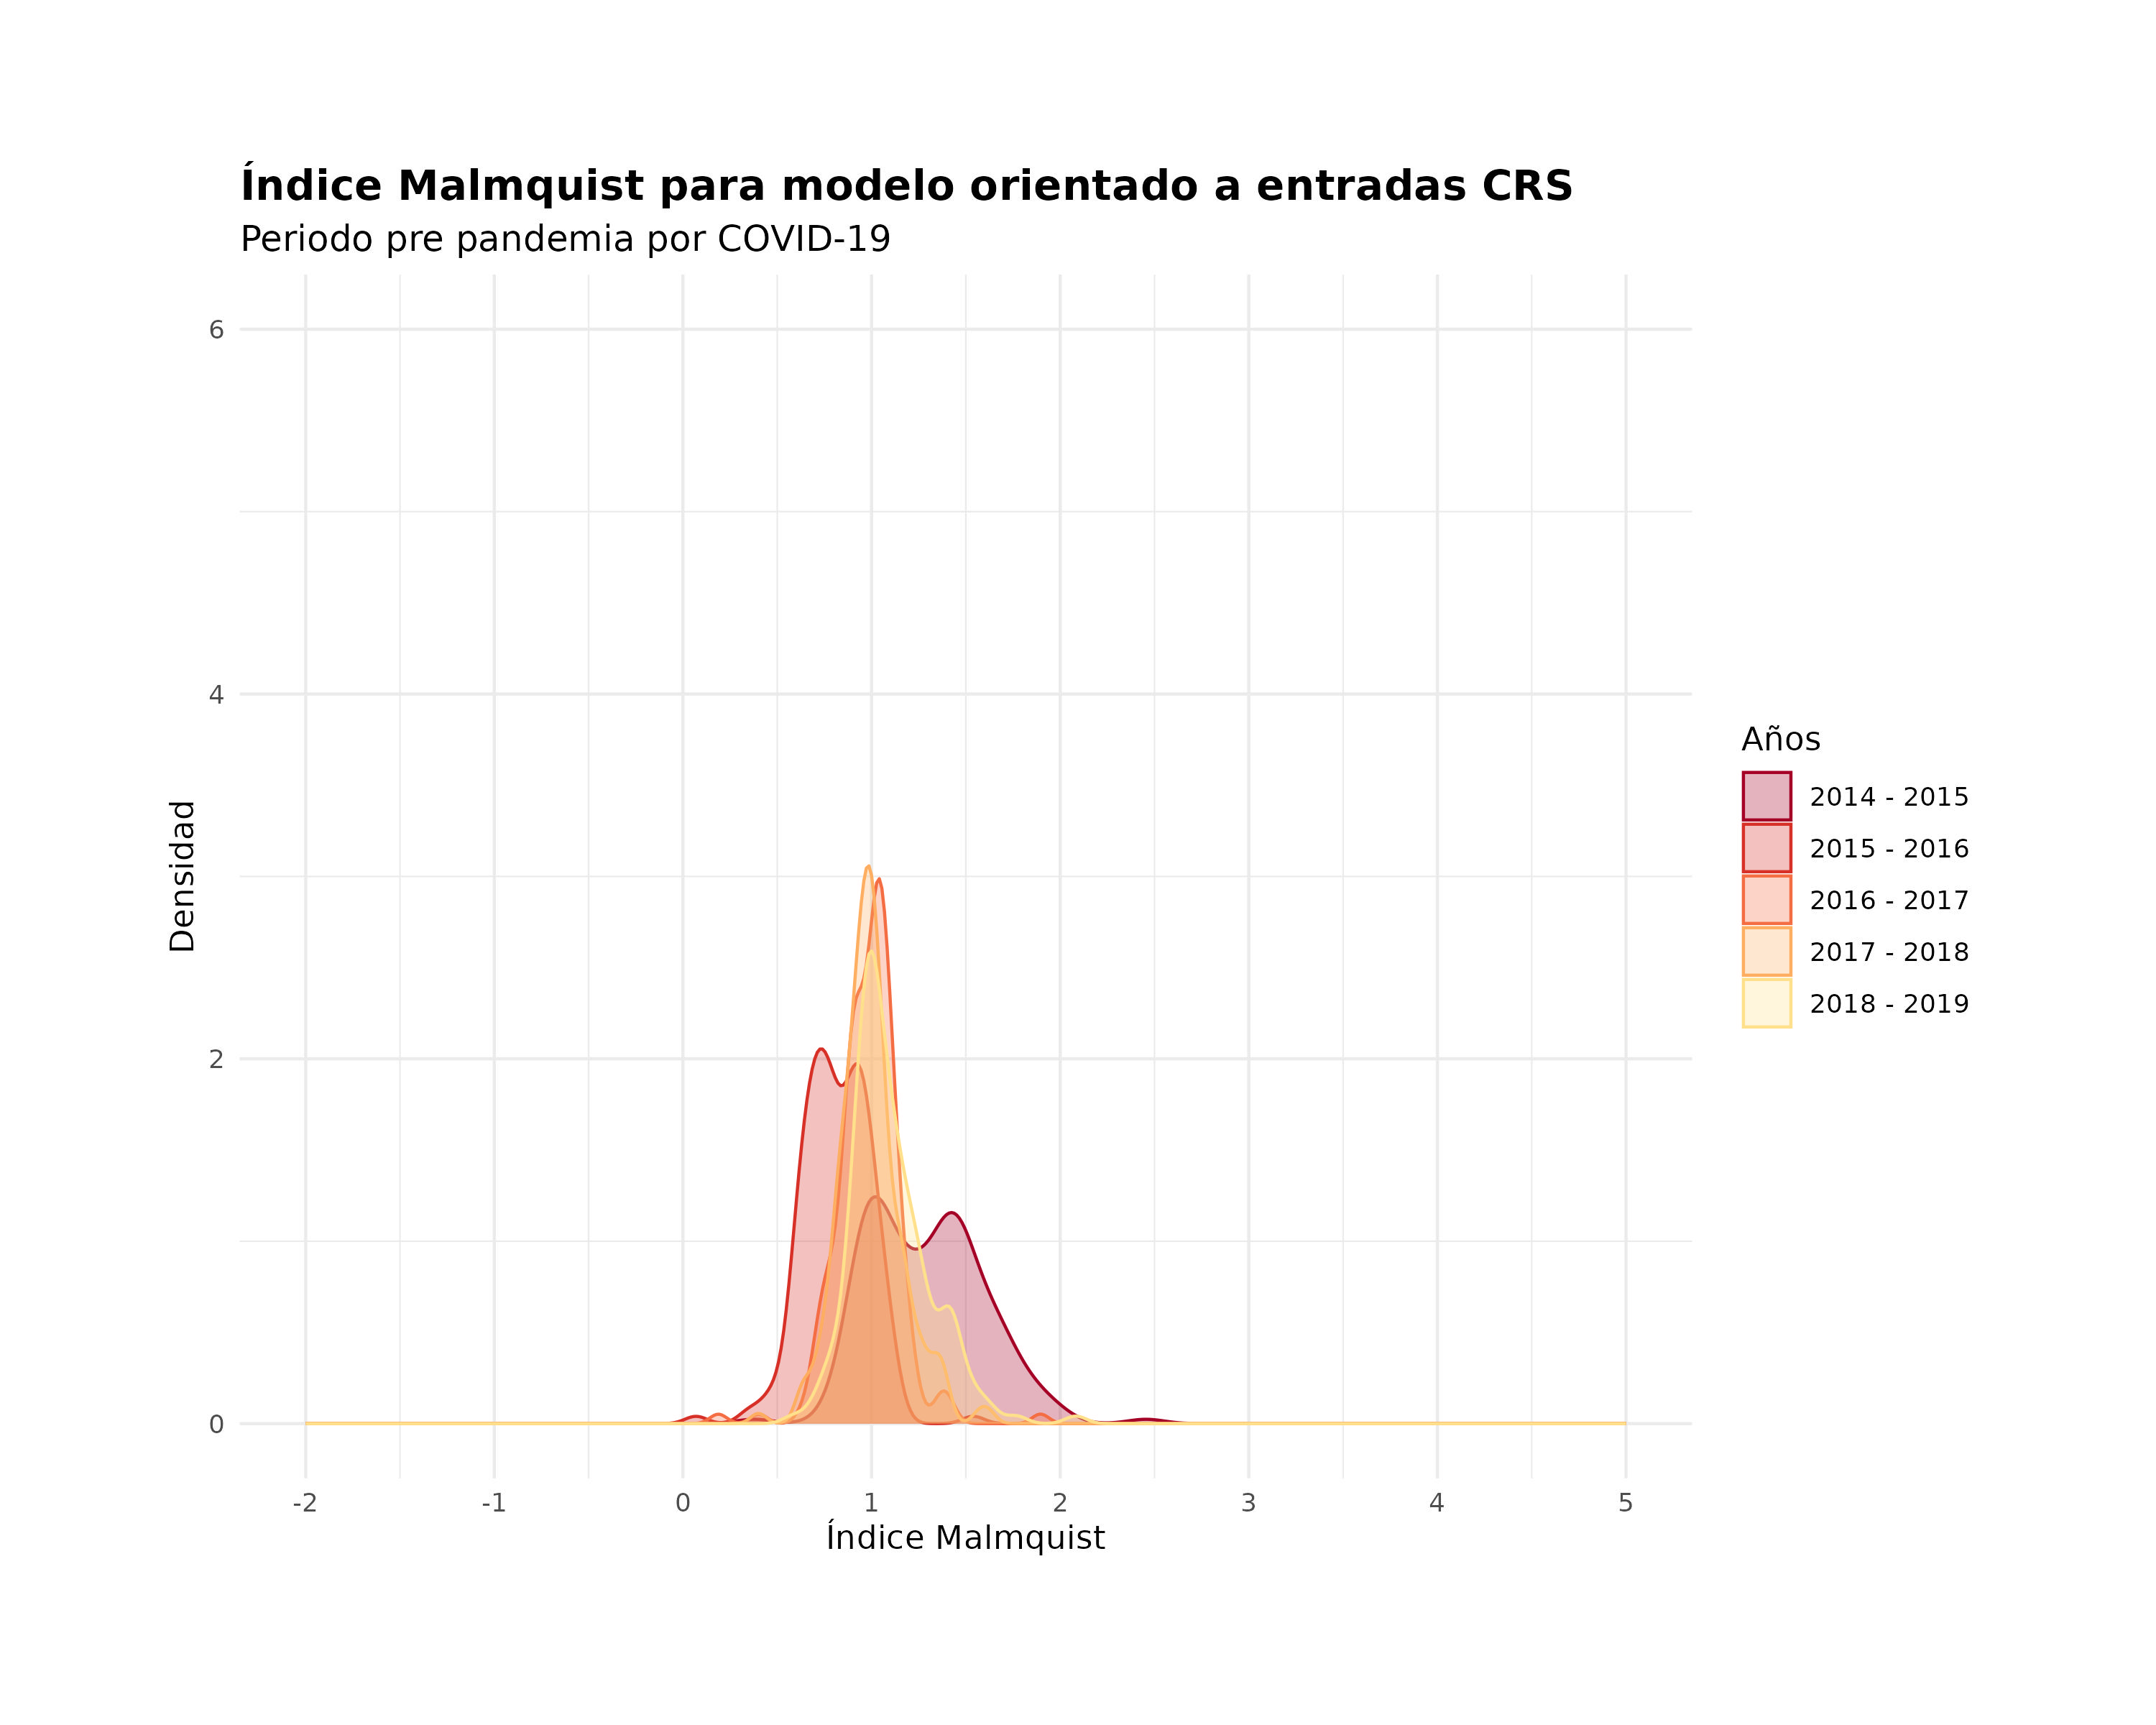 Índice Malmquist para modelo orientado a entradas CRS
Periodo pre pandemia por COVID-19
6
4
2
0
Densidad
-2 -1 0 1 2 3 4 5
Índice Malmquist
Años
2014 - 2015
2015 - 2016
2016 - 2017
2017 - 2018
2018 - 2019